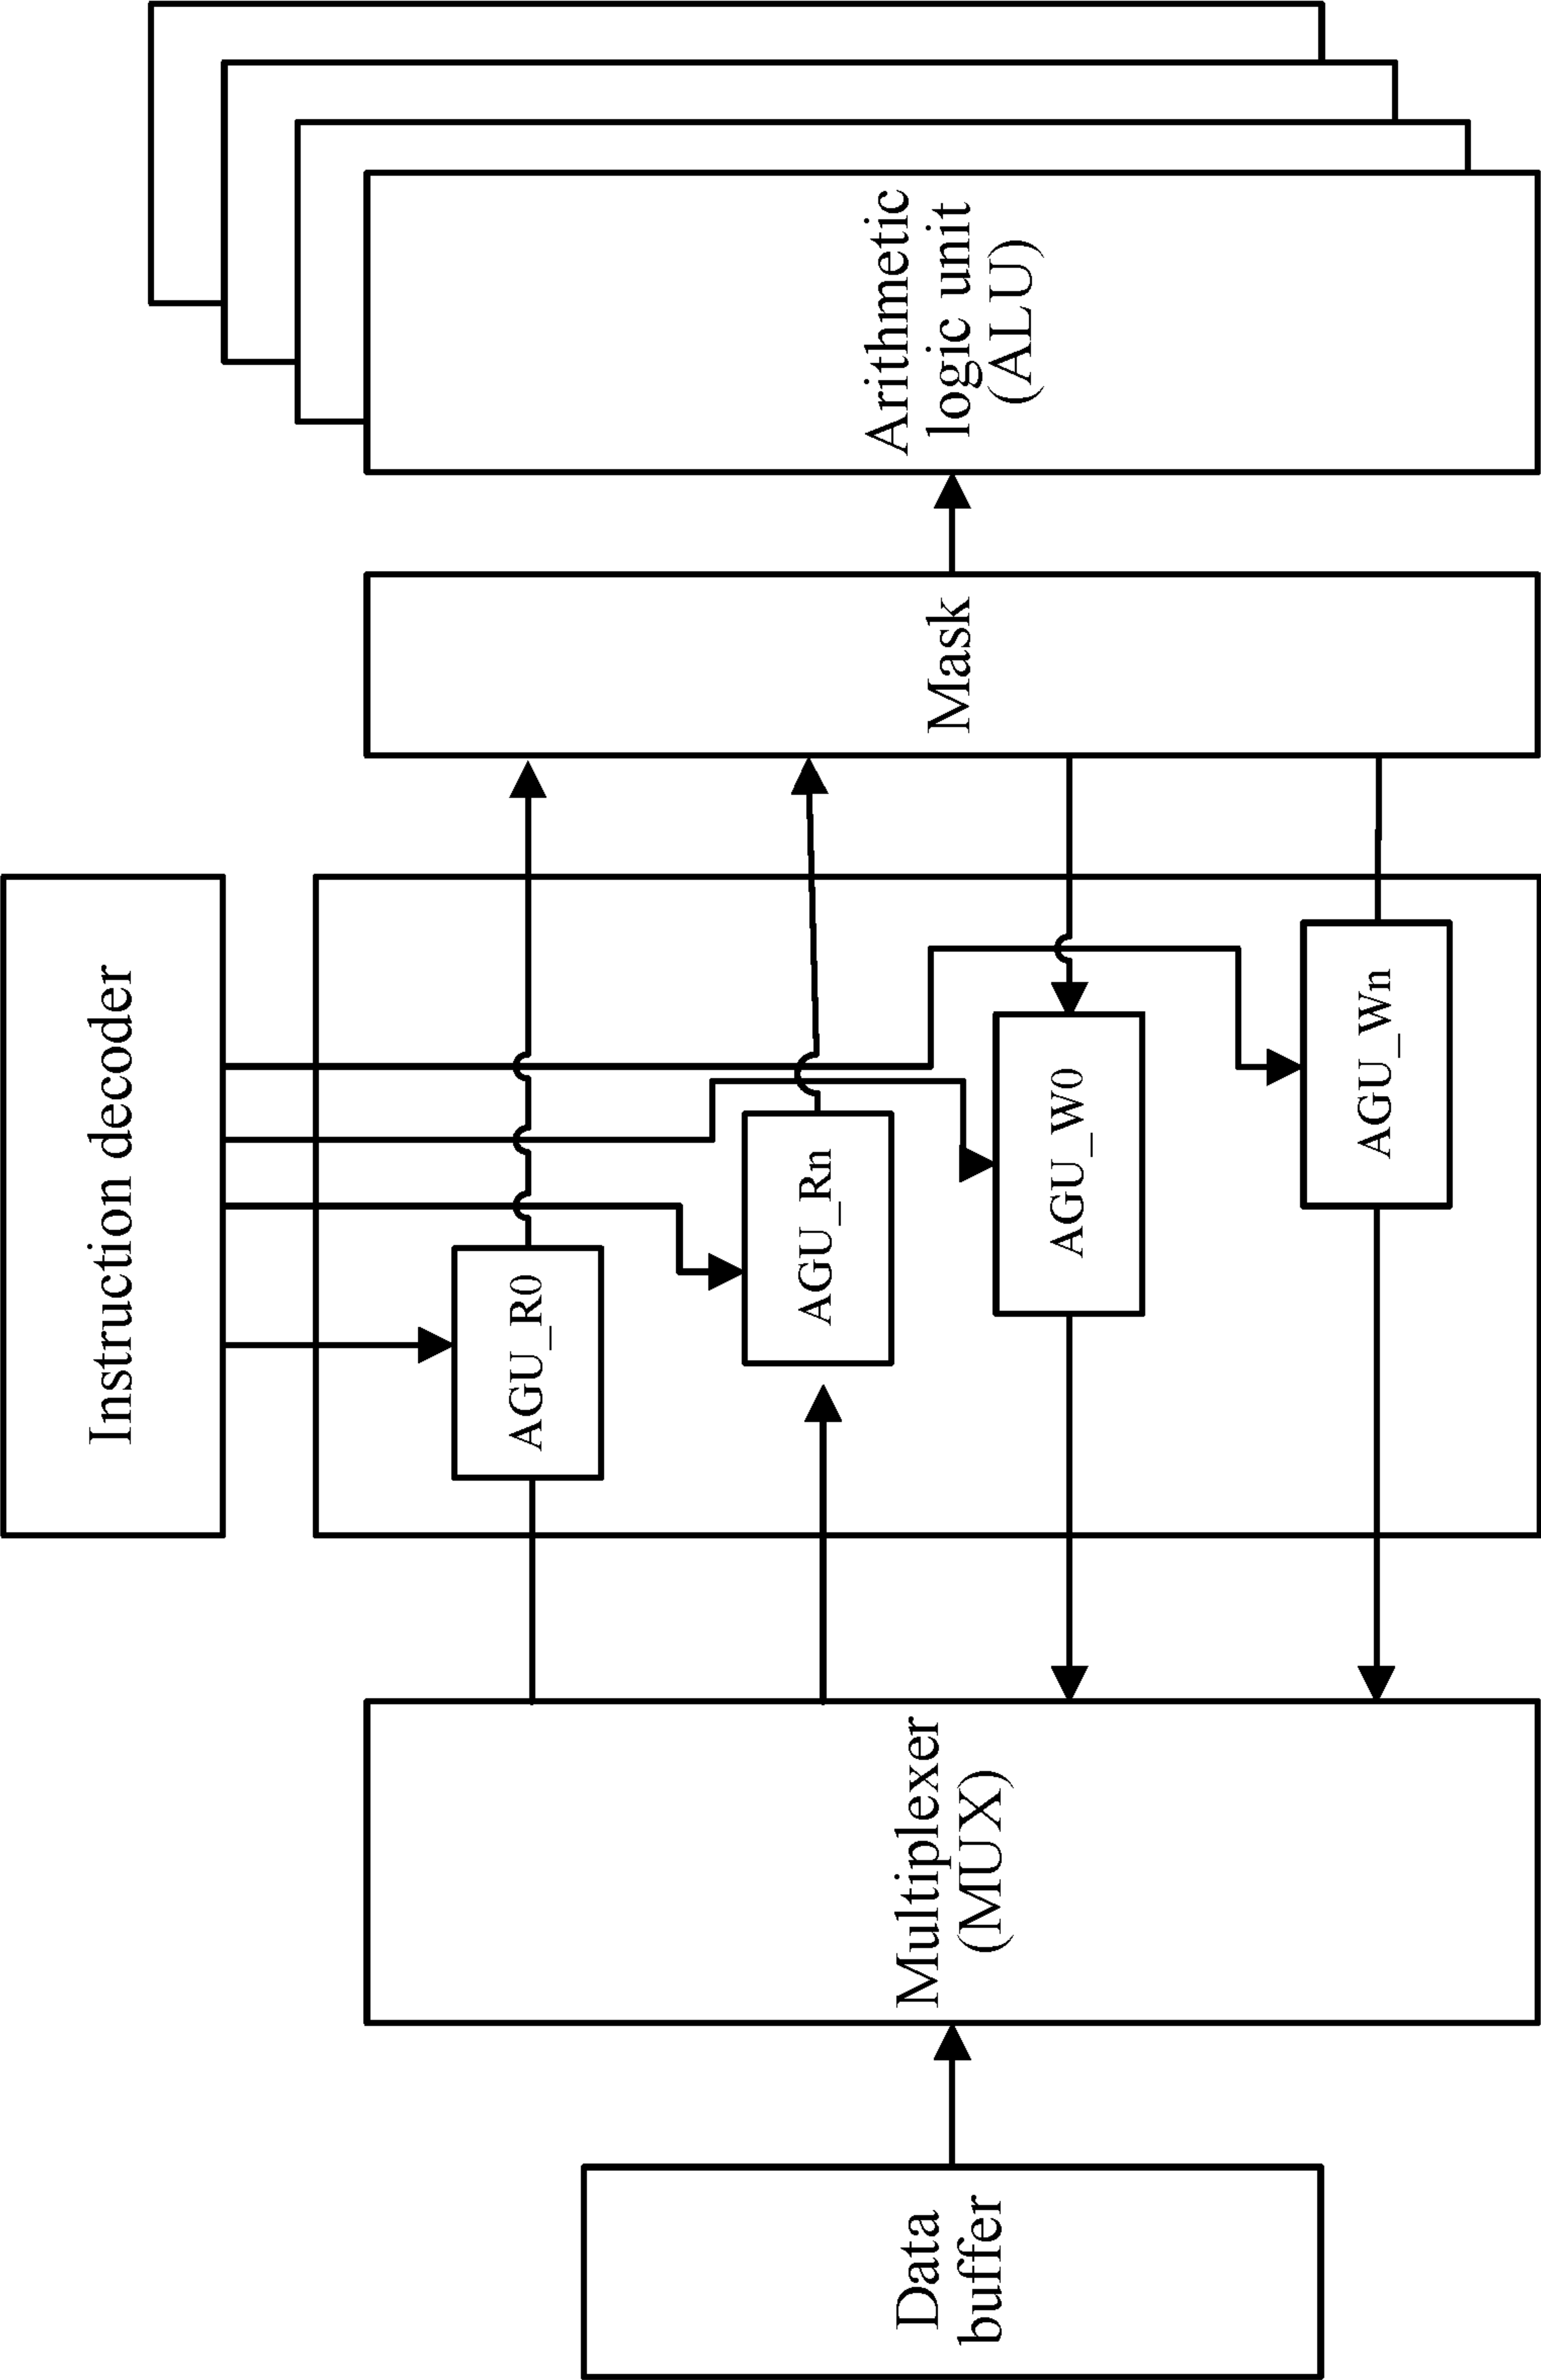 Instruction decoder
Data
buffer
Multiplexer
(MUX)
AGU_R0
AGU_Rn
AGU_W0
AGU_Wn
Mask
Arithmetic
logic unit
(ALU)